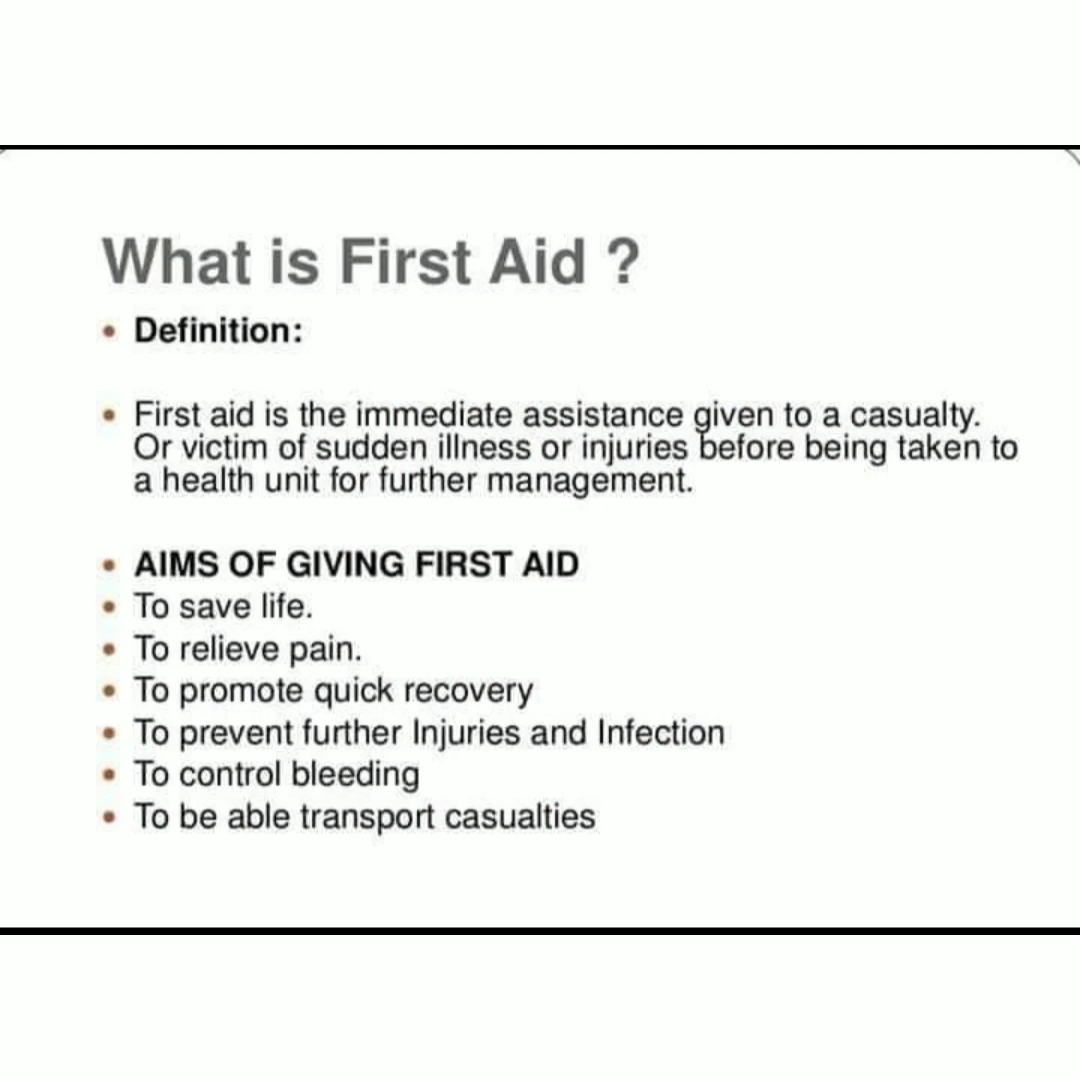 What is First Aid ?
Definition:
First aid is the immediate assistance given to a casualty.
Or victim of sudden illness or injuries before being taken to
a health unit for further management.
AIMS OF GIVING FIRST AID
To save life.
To relieve pain.
To promote quick recovery
To prevent further Injuries and Infection
To control bleeding
To be able transport casualties